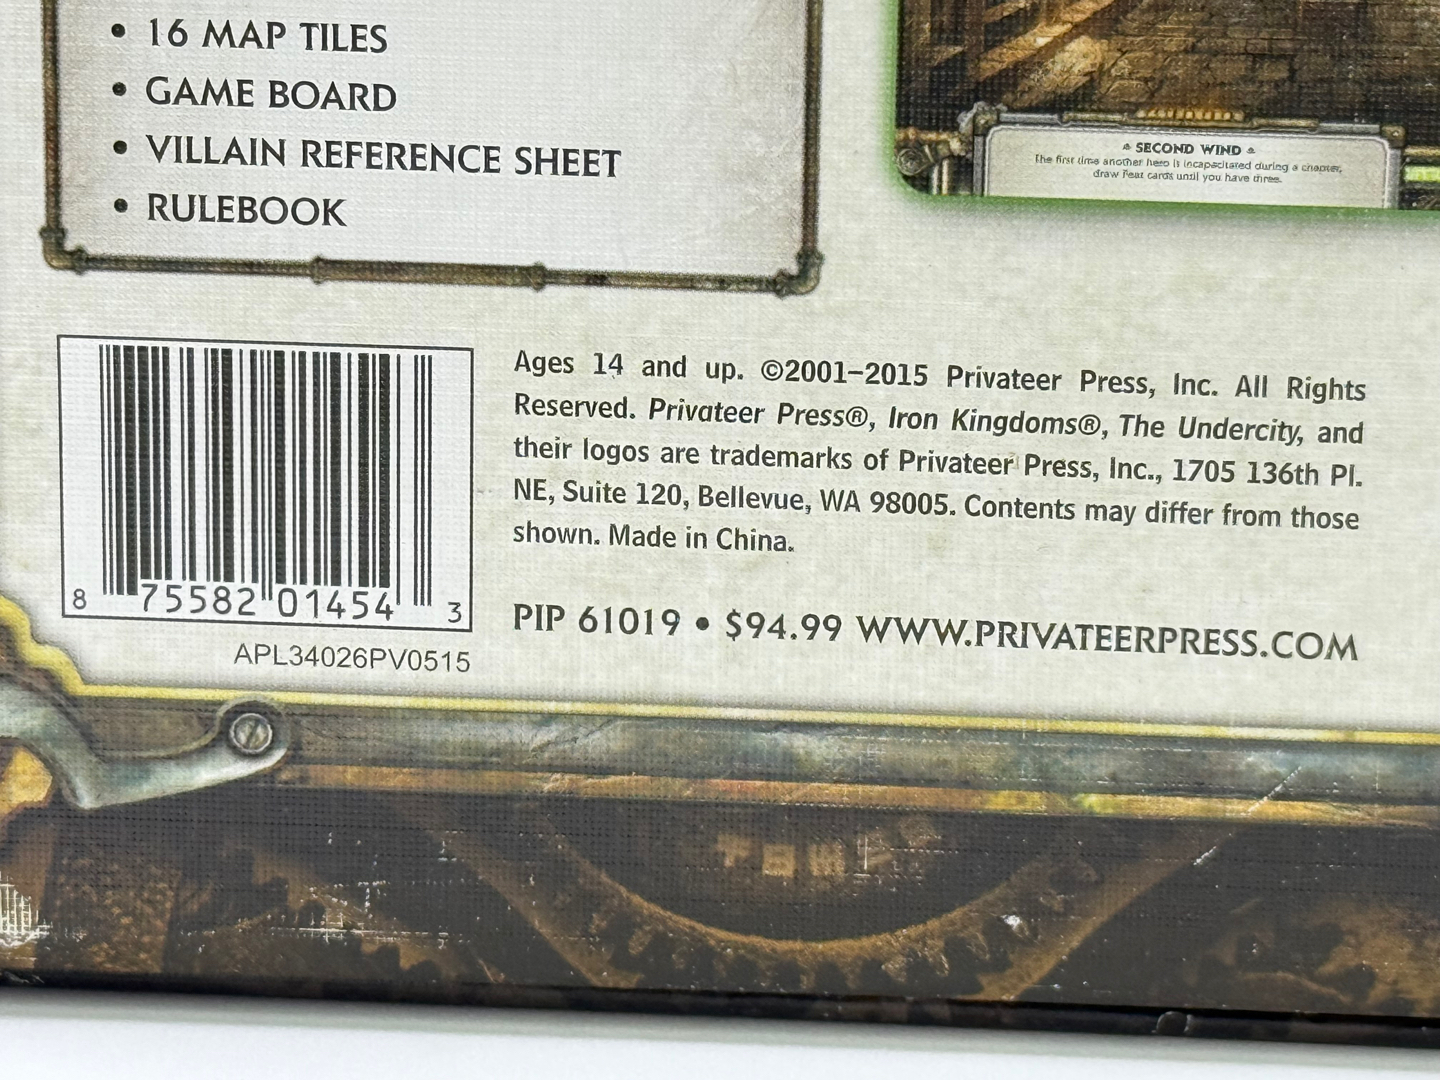 • 16 MAP TILES
• GAME BOARD
• VILLAIN REFERENCE SHEET
• RULEBOOK
SECOND WIND
The first time another hero is incapacitated during a chapter,
draw Feat cards until you have three.
Ages 14 and up. ©2001–2015 Privateer Press, Inc. All Rights
Reserved. Privateer Press®, Iron Kingdoms®, The Undercity, and
their logos are trademarks of Privateer Press, Inc., 1705 136th Pl.
NE, Suite 120, Bellevue, WA 98005. Contents may differ from those
shown. Made in China.
8 75582 01454 3
APL34026PV0515
PIP 61019 • $94.99 WWW.PRIVATEERPRESS.COM